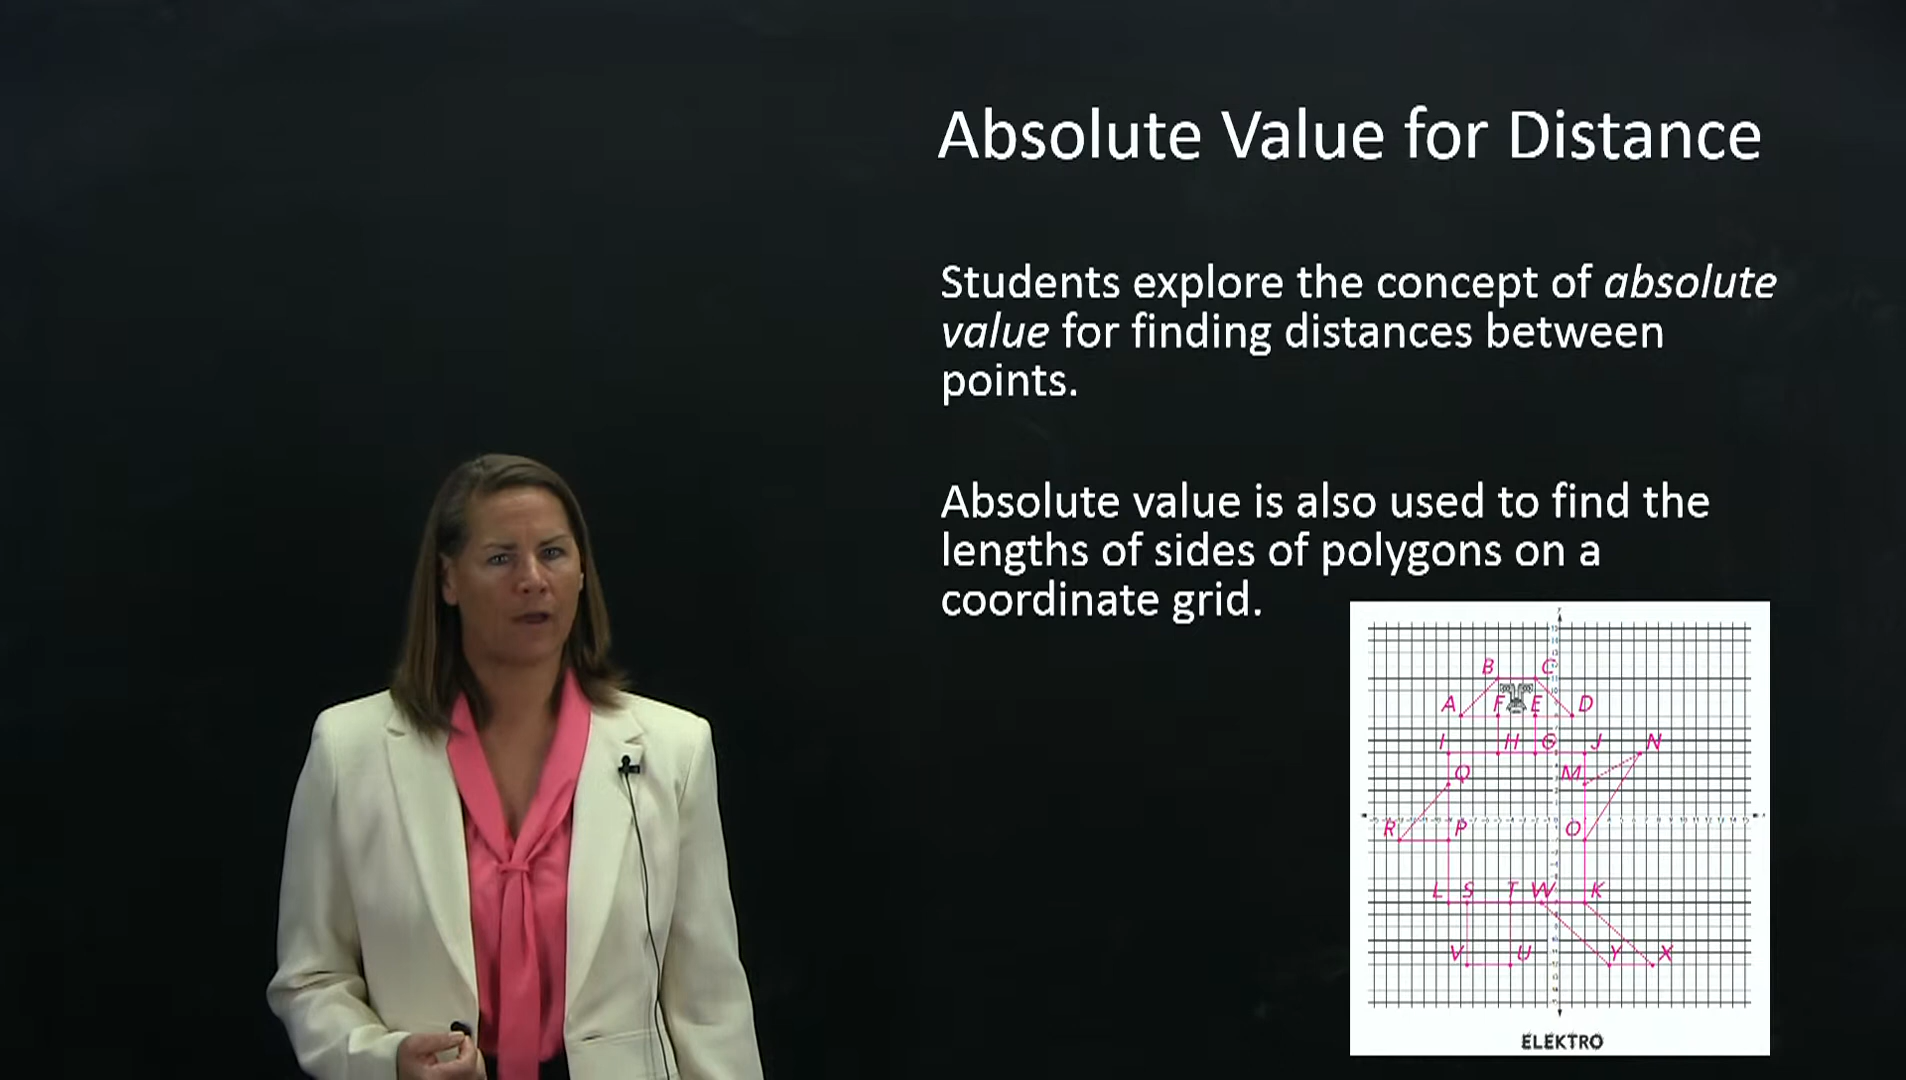 Absolute Value for Distance
Students explore the concept of absolute
value for finding distances between
points.
Absolute value is also used to find the
lengths of sides of polygons on a
coordinate grid.
B C
A F E D
I H G J N
Q M
R P O
L S T W K
V U Y X
ELEKTRO